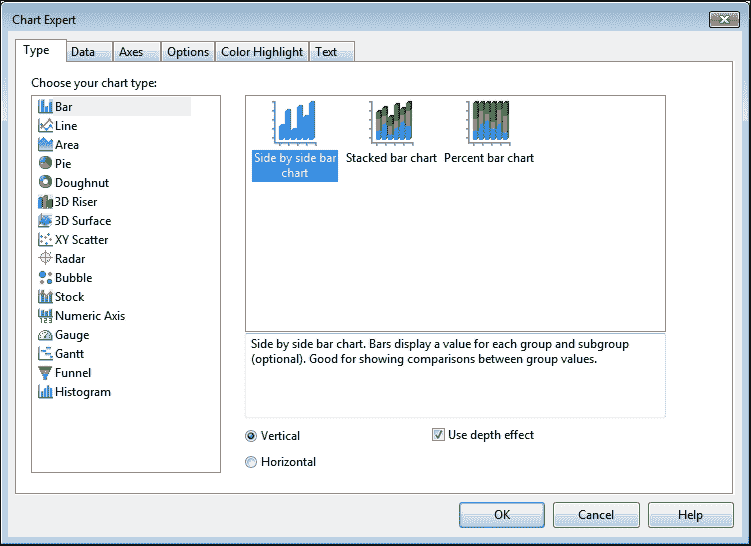 Chart Expert
Type Data Axes Options Color Highlight Text
Choose your chart type:
Bar
Line
Area
Pie
Doughnut
3D Riser
3D Surface
XY Scatter
Radar
Bubble
Stock
Numeric Axis
Gauge
Gantt
Funnel
Histogram
Side by side bar
chart
Stacked bar chart
Percent bar chart
Side by side bar chart. Bars display a value for each group and subgroup
(optional). Good for showing comparisons between group values.
Vertical
Use depth effect
Horizontal
OK Cancel Help